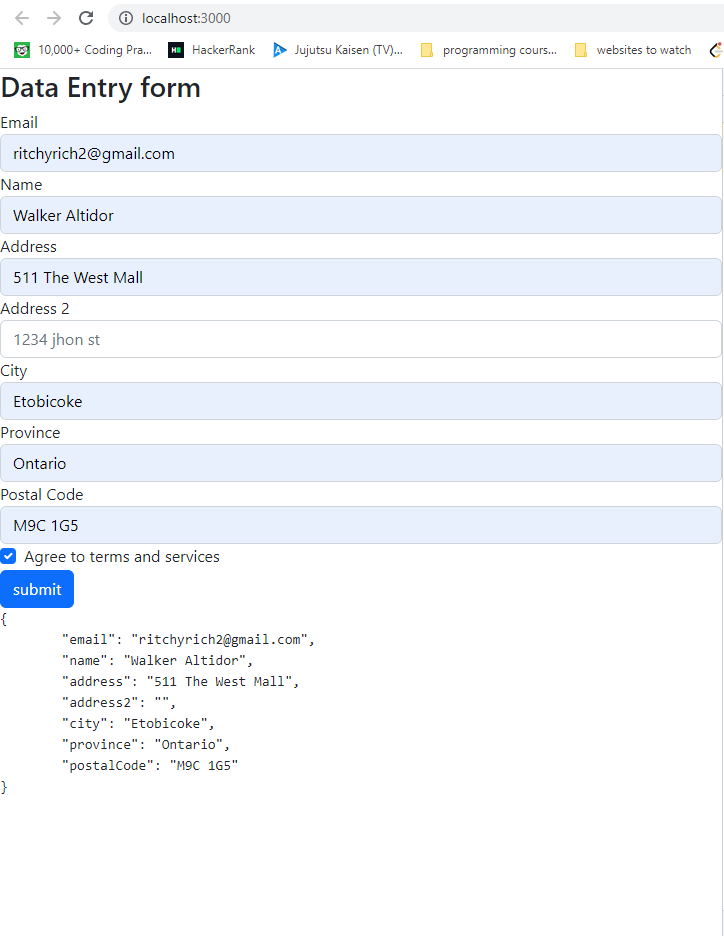 localhost:3000
10,000+ Coding Pra... HackerRank Jujutsu Kaisen (TV)... programming cours... websites to watch
Data Entry form
Email
ritchyrich2@gmail.com
Name
Walker Altidor
Address
511 The West Mall
Address 2
1234 jhon st
City
Etobicoke
Province
Ontario
Postal Code
M9C 1G5
Agree to terms and services
submit
{
"email": "ritchyrich2@gmail.com",
"name": "Walker Altidor",
"address": "511 The West Mall",
"address2": "",
"city": "Etobicoke",
"province": "Ontario",
"postalCode": "M9C 1G5"
}